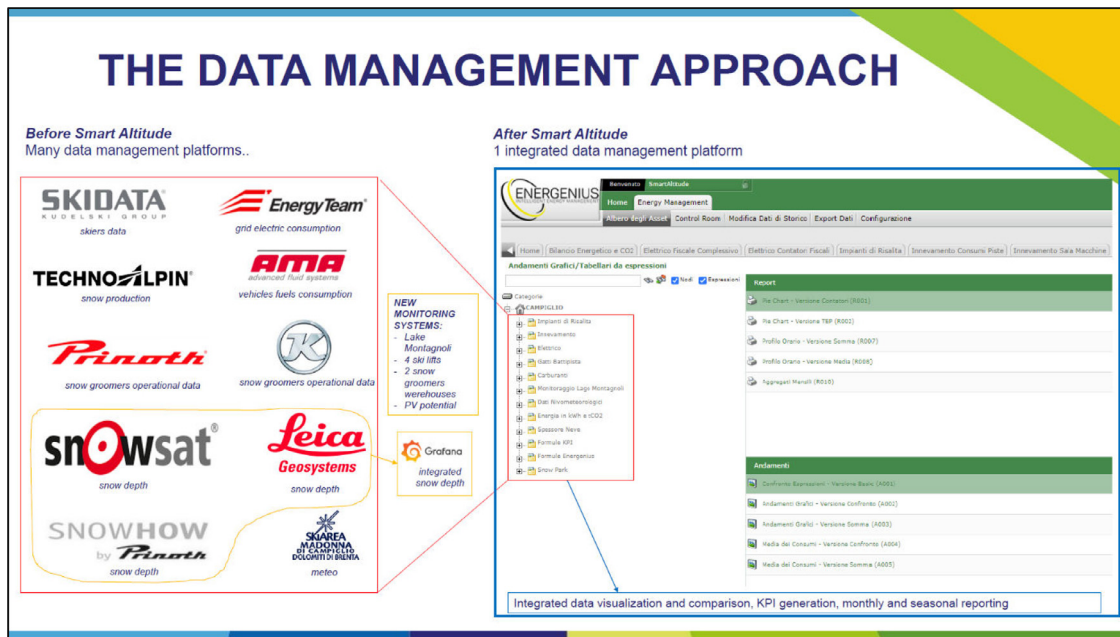 THE DATA MANAGEMENT APPROACH
Before Smart Altitude
Many data management platforms..
SKIDATA®
KUDELSKI GROUP
skiers data
EnergyTeam®
grid electric consumption
TECHNOALPIN®
snow production
AMA
advanced fluid systems
vehicles fuels consumption
Prinoth®
snow groomers operational data
K
snow groomers operational data
NEW
MONITORING
SYSTEMS:
- Lake
Montagnoli
- 4 ski lifts
- 2 snow
groomers
werehouses
- PV potential
snowsat®
snow depth
Leica
Geosystems
snow depth
Grafana
integrated
snow depth
SNOWHOW
by Prinoth
snow depth
SKIAREA
MADONNA
DI CAMPIGLIO
DOLOMITI DI BRENTA
meteo
After Smart Altitude
1 integrated data management platform
ENERGENIUS
INTELLIGENT ENERGY MANAGEMENT
Benvenuto SmartAltitude
Home Energy Management
Albero degli Asset Control Room Modifica Dati di Storico Export Dati Configurazione
Home Bilancio Energetico e CO2 Elettrico Fiscale Complessivo Elettrico Contatori Fiscali Impianti di Risalita Innevamento Consumi Piste Innevamento Sala Macchine
Andamenti Grafici/Tabellari da espressioni
Nodi Espressioni
Categorie
CAMPIGLIO
Impianti di Risalita
Innevamento
Elettrico
Gatti Battipista
Carburanti
Monitoraggio Lago Montagnoli
Dati Nivometeorologici
Energia in kWh e tCO2
Spessore Neve
Formule KPI
Formule Energenius
Snow Park
Report
Pie Chart - Versione Contatori (R001)
Pie Chart - Versione TEP (R002)
Profilo Orario - Versione Somma (R007)
Profilo Orario - Versione Media (R008)
Aggregati Mensili (R010)
Andamenti
Confronto Espressioni - Versione Basic (A001)
Andamenti Grafici - Versione Confronto (A002)
Andamenti Grafici - Versione Somma (A003)
Media dei Consumi - Versione Confronto (A004)
Media dei Consumi - Versione Somma (A005)
Integrated data visualization and comparison, KPI generation, monthly and seasonal reporting